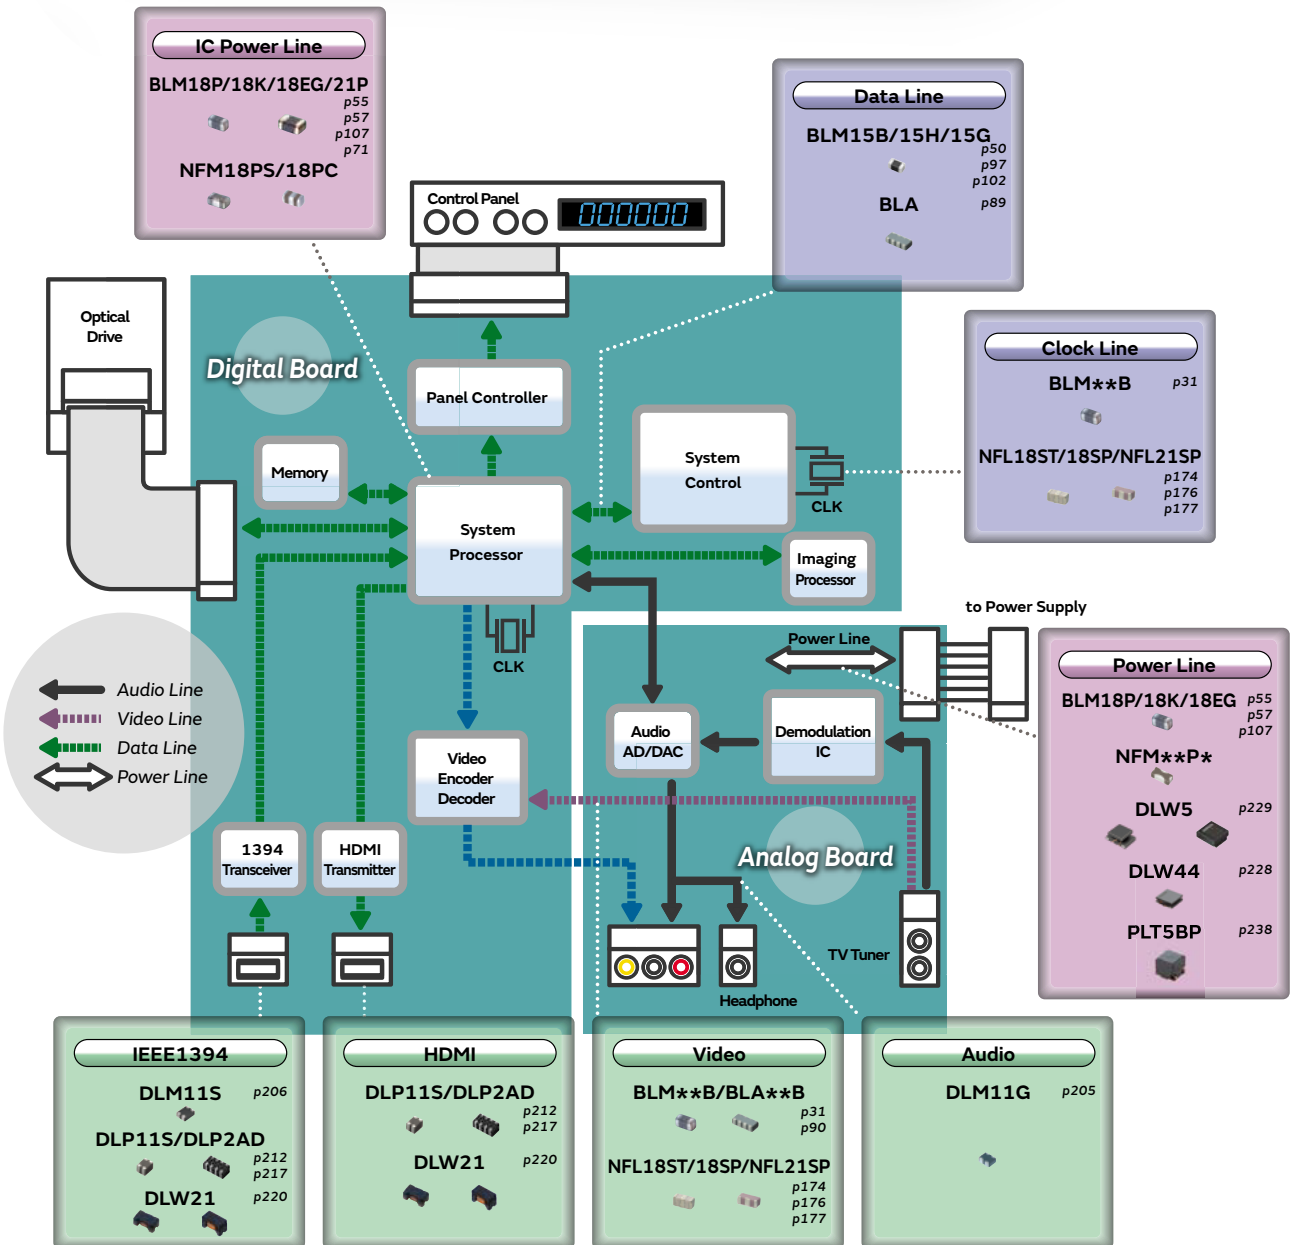 IC Power Line
BLM18P/18K/18EG/21P
p55
p57
p107
p71
NFM18PS/18PC
Data Line
BLM15B/15H/15G
p50
p97
p102
BLA p89
Control Panel
000000
Optical
Drive
Digital Board
Panel Controller
Clock Line
BLM**B p31
NFL18ST/18SP/NFL21SP
p174
p176
p177
Memory
System
Control
CLK
System
Processor
Imaging
Processor
CLK
to Power Supply
Power Line
Audio Line
Video Line
Data Line
Power Line
Power Line
BLM18P/18K/18EG p55
p57
p107
NFM**P*
DLW5 p229
DLW44 p228
PLT5BP p238
Audio
AD/DAC
Demodulation
IC
Video
Encoder
Decoder
1394
Transceiver
HDMI
Transmitter
Analog Board
TV Tuner
Headphone
IEEE1394
DLM11S p206
DLP11S/DLP2AD
p212
p217
DLW21 p220
HDMI
DLP11S/DLP2AD
p212
p217
DLW21 p220
Video
BLM**B/BLA**B
p31
p90
NFL18ST/18SP/NFL21SP
p174
p176
p177
Audio
DLM11G p205